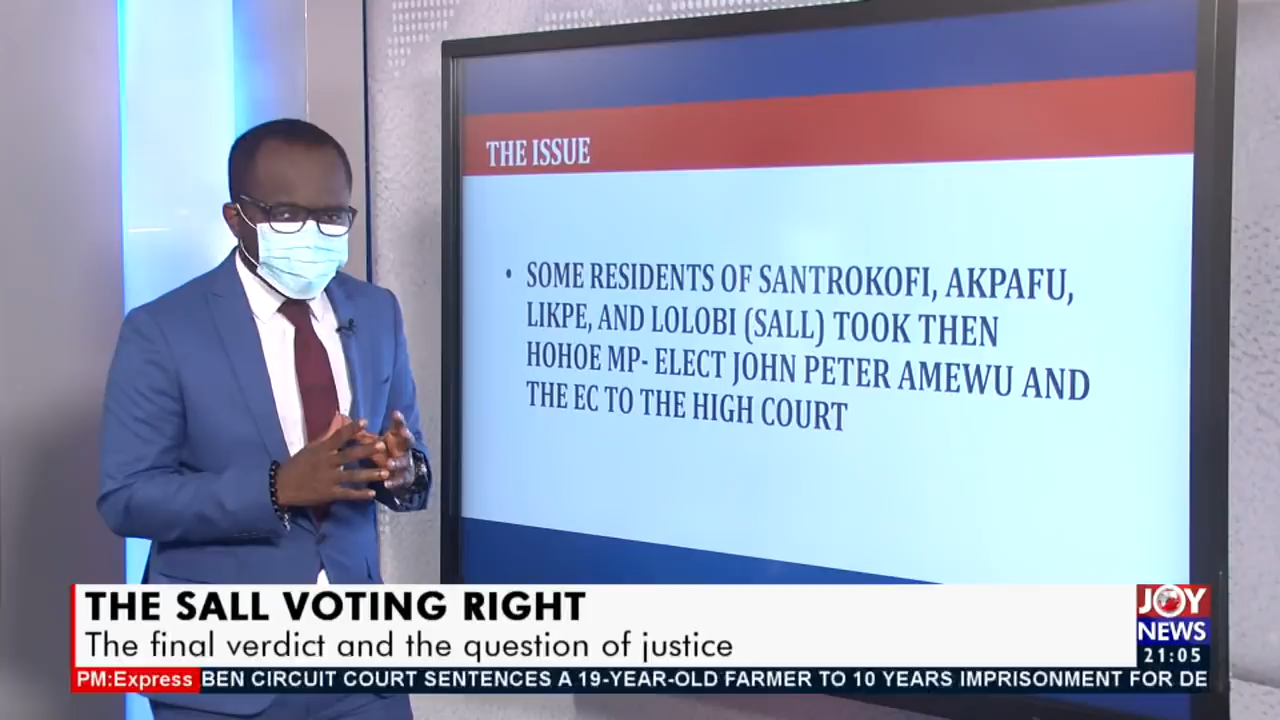 THE ISSUE
• SOME RESIDENTS OF SANTROKOFI, AKPAFU,
LIKPE, AND LOLOBI (SALL) TOOK THEN
HOHOE MP- ELECT JOHN PETER AMEWU AND
THE EC TO THE HIGH COURT
THE SALL VOTING RIGHT
The final verdict and the question of justice
JOY
NEWS
21:05
PM:Express
BEN CIRCUIT COURT SENTENCES A 19-YEAR-OLD FARMER TO 10 YEARS IMPRISONMENT FOR DE